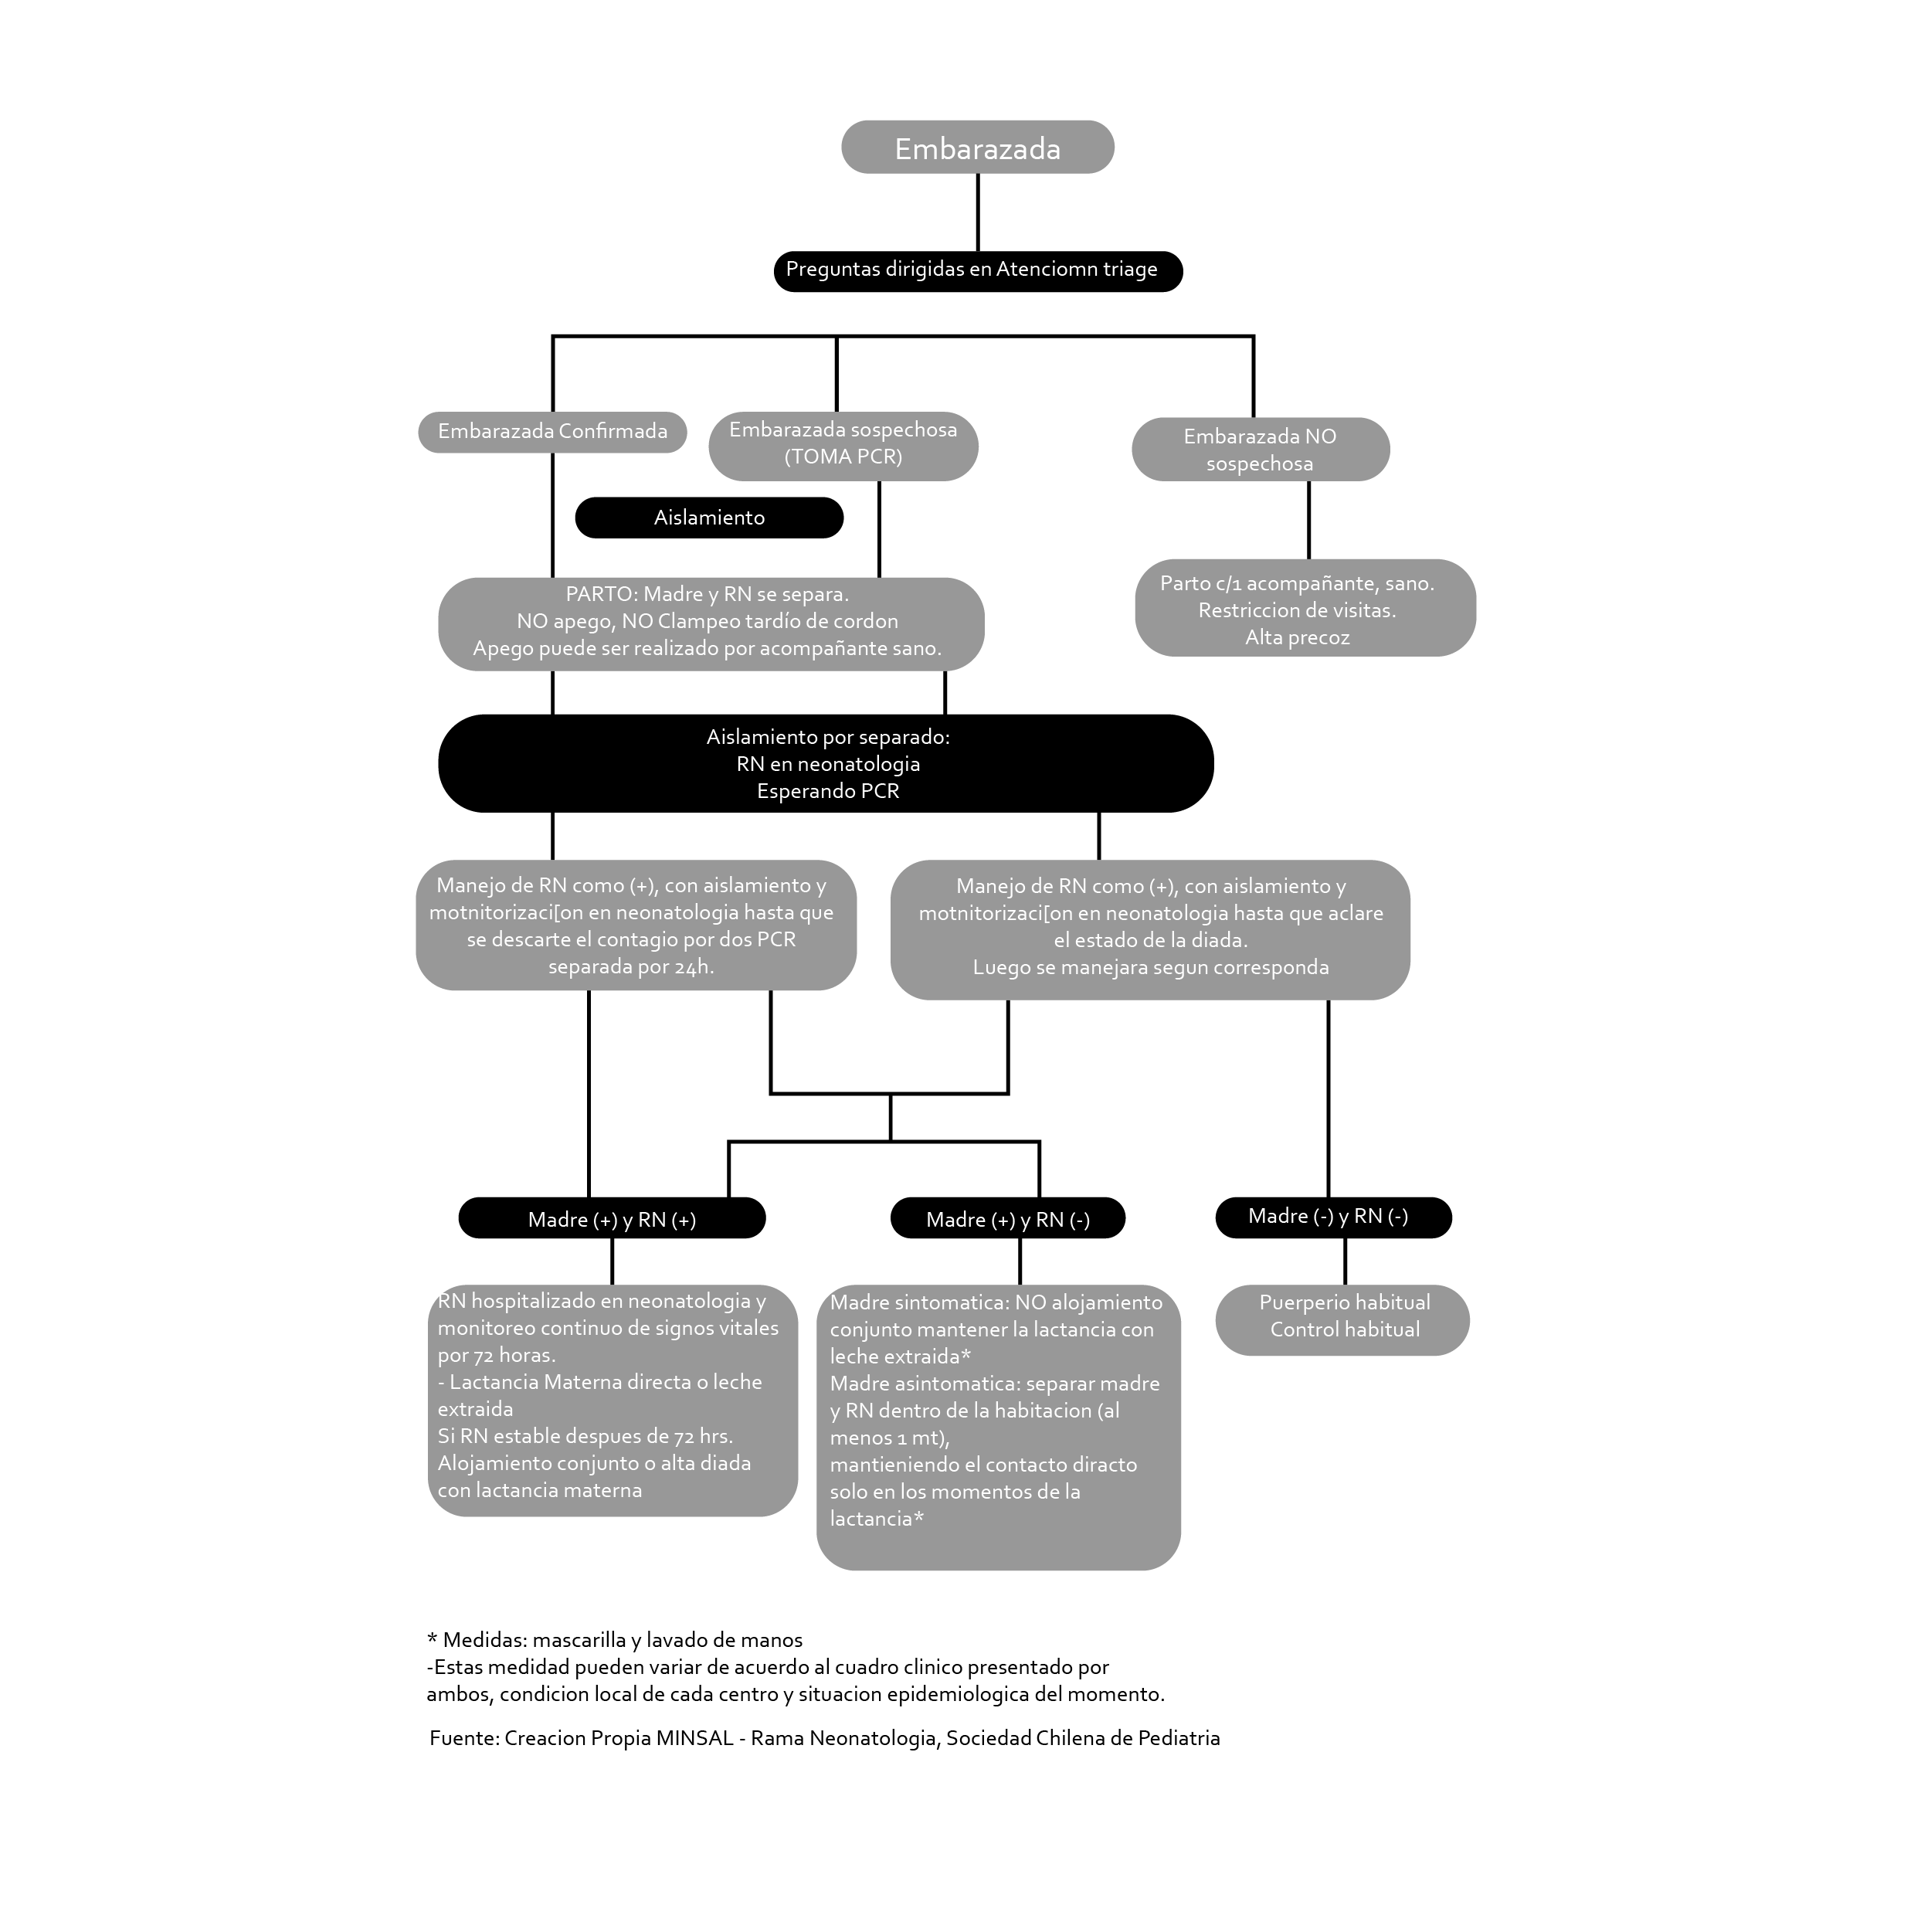 Embarazada
Preguntas dirigidas en Atenciomn triage
Embarazada Confirmada
Embarazada sospechosa
(TOMA PCR)
Embarazada NO
sospechosa
Aislamiento
PARTO: Madre y RN se separa.
NO apego, NO Clampeo tardío de cordon
Apego puede ser realizado por acompañante sano.
Parto c/1 acompañante, sano.
Restriccion de visitas.
Alta precoz
Aislamiento por separado:
RN en neonatologia
Esperando PCR
Manejo de RN como (+), con aislamiento y
motnitorizaci[on en neonatologia hasta que
se descarte el contagio por dos PCR
separada por 24h.
Manejo de RN como (+), con aislamiento y
motnitorizaci[on en neonatologia hasta que aclare
el estado de la diada.
Luego se manejara segun corresponda
Madre (+) y RN (+)
Madre (+) y RN (-)
Madre (-) y RN (-)
RN hospitalizado en neonatologia y
monitoreo continuo de signos vitales
por 72 horas.
- Lactancia Materna directa o leche
extraida
Si RN estable despues de 72 hrs.
Alojamiento conjunto o alta diada
con lactancia materna
Madre sintomatica: NO alojamiento
conjunto mantener la lactancia con
leche extraida*
Madre asintomatica: separar madre
y RN dentro de la habitacion (al
menos 1 mt),
mantieniendo el contacto diracto
solo en los momentos de la
lactancia*
Puerperio habitual
Control habitual
* Medidas: mascarilla y lavado de manos
-Estas medidad pueden variar de acuerdo al cuadro clinico presentado por
ambos, condicion local de cada centro y situacion epidemiologica del momento.
Fuente: Creacion Propia MINSAL - Rama Neonatologia, Sociedad Chilena de Pediatria